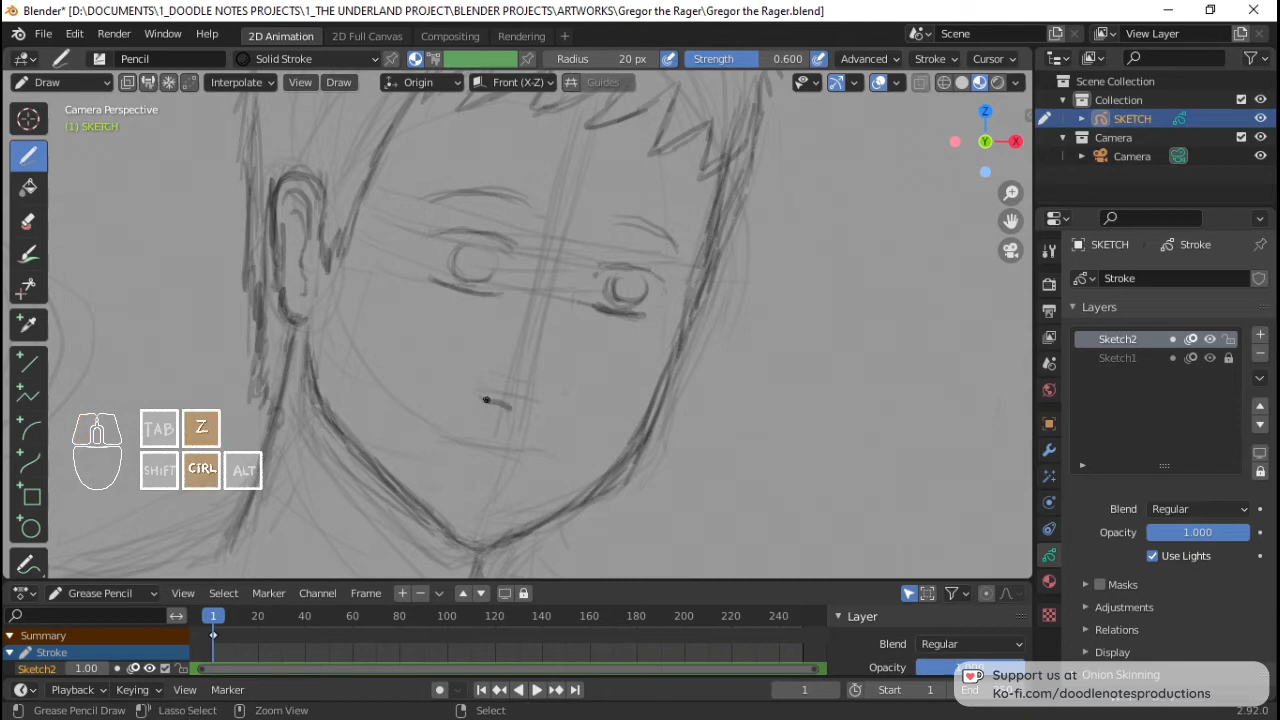 Blender* [D:\DOCUMENTS\1_DOODLE NOTES PROJECTS\1_THE UNDERLAND PROJECT\BLENDER PROJECTS\ARTWORKS\Gregor the Rager\Gregor the Rager.blend]
File Edit Render Window Help 2D Animation 2D Full Canvas Compositing Rendering + Scene View Layer
Pencil Solid Stroke Radius 20 px Strength 0.600 Advanced Stroke Cursor
Draw Interpolate View Draw Origin Front (X-Z) Guides
Scene Collection
Collection
SKETCH
Camera
Camera
Camera Perspective
(1) SKETCH
Z
Y
X
SKETCH Stroke
Stroke
Layers
Sketch2
Sketch1
TAB Z
SHIFT CTRL ALT
Blend Regular
Opacity 1.000
Use Lights
Masks
Adjustments
Relations
Display
Onion Skinning
Grease Pencil View Select Marker Channel Frame
1 20 40 60 80 100 120 140 160 180 200 220 240
Summary
Stroke
Sketch2 1.00
Layer
Blend Regular
Opacity
Support us at
Ko-fi.com/doodlenotesproductions
Playback Keying View Marker 1 Start 1 End
Grease Pencil Draw Lasso Select Zoom View Select 2.92.0